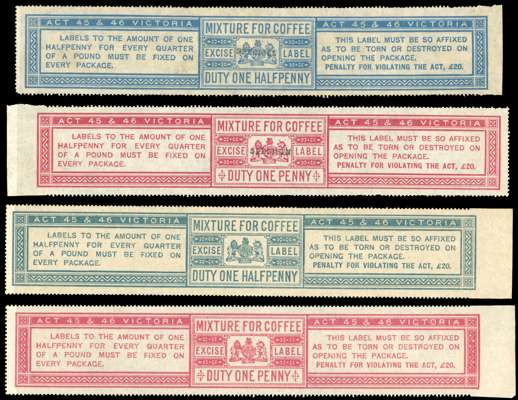 ACT 45 & 46 VICTORIA
LABELS TO THE AMOUNT OF ONE
HALFPENNY FOR EVERY QUARTER
OF A POUND MUST BE FIXED ON
EVERY PACKAGE.
MIXTURE FOR COFFEE
EXCISE LABEL
SPECIMEN
DUTY ONE HALFPENNY
ACT 45 & 46 VICTORIA
THIS LABEL MUST BE SO AFFIXED
AS TO BE TORN OR DESTROYED ON
OPENING THE PACKAGE.
PENALTY FOR VIOLATING THE ACT, £20.
ACT 45 & 46 VICTORIA
LABELS TO THE AMOUNT OF ONE
HALFPENNY FOR EVERY QUARTER
OF A POUND MUST BE FIXED ON
EVERY PACKAGE.
MIXTURE FOR COFFEE
EXCISE LABEL
SPECIMEN
DUTY ONE PENNY
ACT 45 & 46 VICTORIA
THIS LABEL MUST BE SO AFFIXED
AS TO BE TORN OR DESTROYED ON
OPENING THE PACKAGE.
PENALTY FOR VIOLATING THE ACT, £20.
ACT 45 & 46 VICTORIA
LABELS TO THE AMOUNT OF ONE
HALFPENNY FOR EVERY QUARTER
OF A POUND MUST BE FIXED ON
EVERY PACKAGE.
MIXTURE FOR COFFEE
EXCISE LABEL
DUTY ONE HALFPENNY
ACT 45 & 46 VICTORIA
THIS LABEL MUST BE SO AFFIXED
AS TO BE TORN OR DESTROYED ON
OPENING THE PACKAGE.
PENALTY FOR VIOLATING THE ACT, £20.
ACT 45 & 46 VICTORIA
LABELS TO THE AMOUNT OF ONE
HALFPENNY FOR EVERY QUARTER
OF A POUND MUST BE FIXED ON
EVERY PACKAGE.
MIXTURE FOR COFFEE
EXCISE LABEL
DUTY ONE PENNY
ACT 45 & 46 VICTORIA
THIS LABEL MUST BE SO AFFIXED
AS TO BE TORN OR DESTROYED ON
OPENING THE PACKAGE.
PENALTY FOR VIOLATING THE ACT, £20.